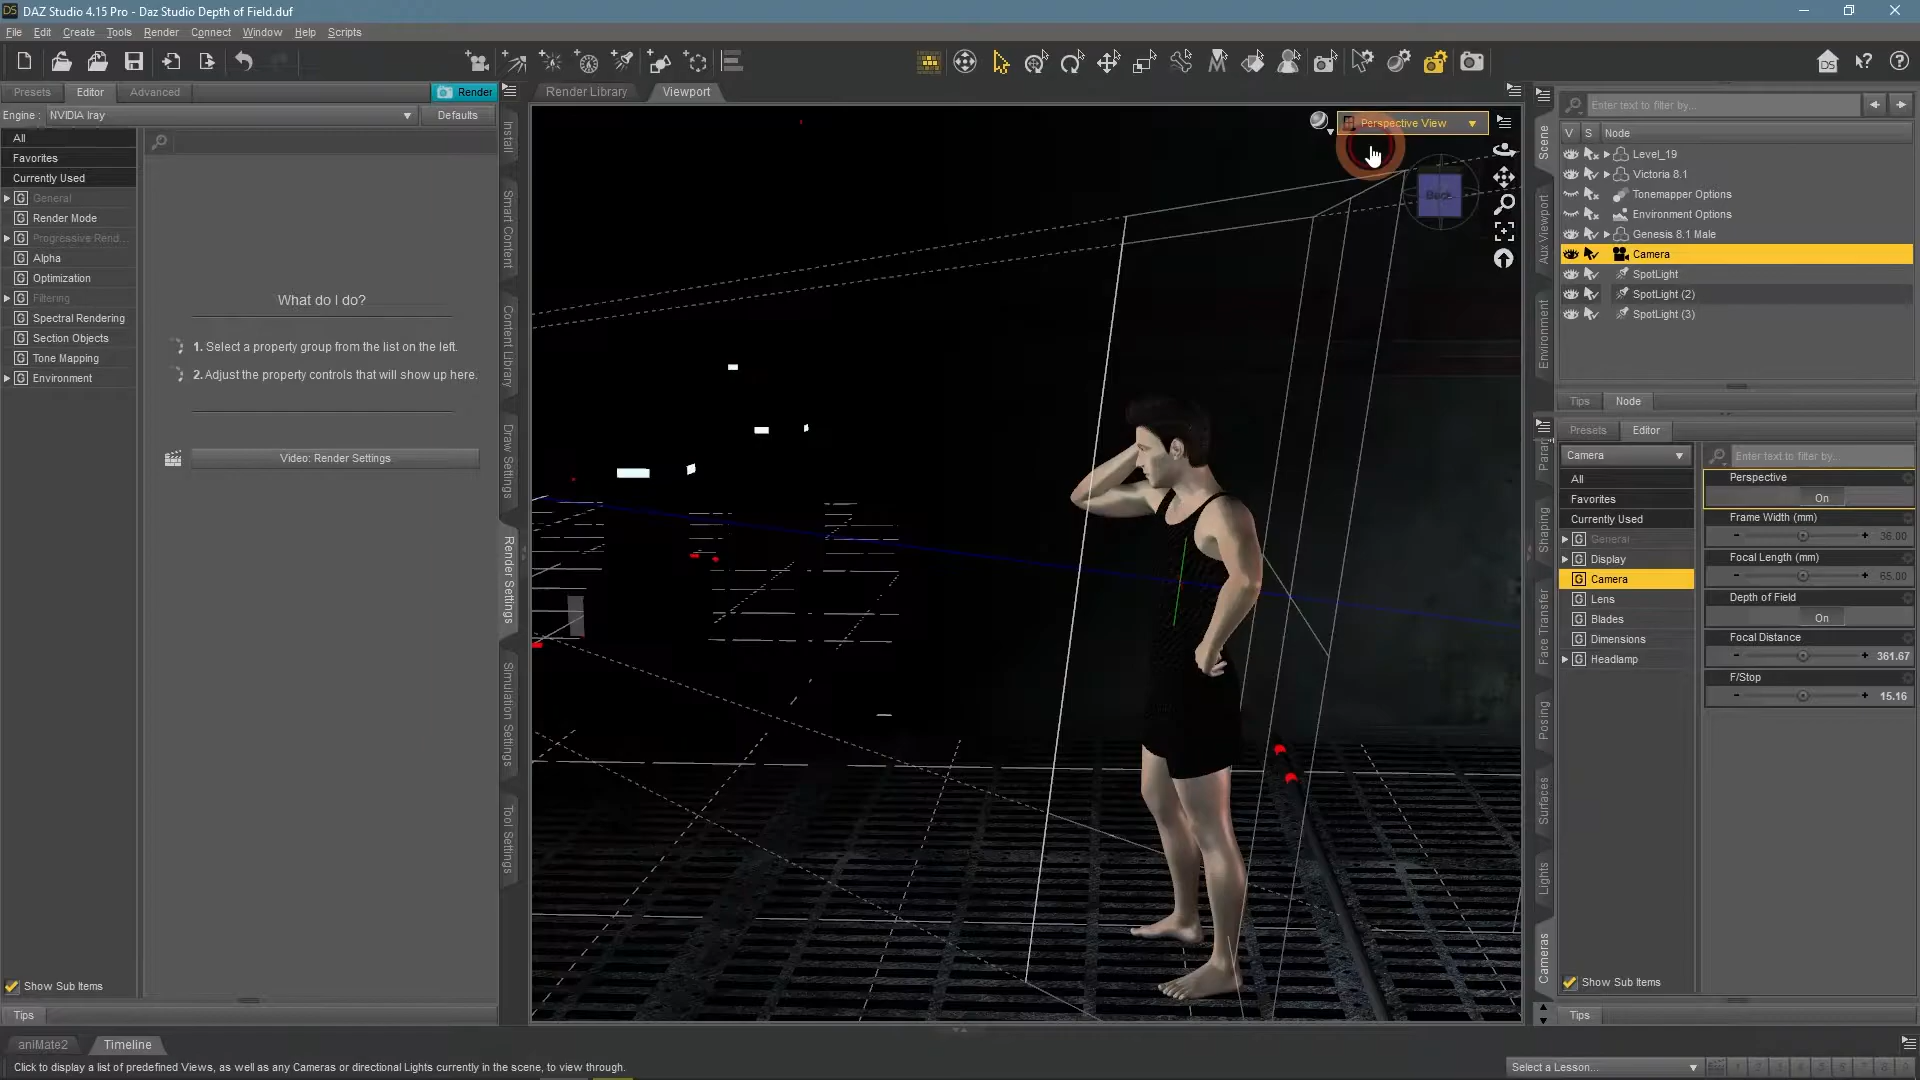 DAZ Studio 4.15 Pro - Daz Studio Depth of Field.duf
File Edit Create Tools Render Connect Window Help Scripts
Presets Editor Advanced Render
Engine : NVIDIA Iray Defaults
All
Favorites
Currently Used
General
Render Mode
Progressive Rend...
Alpha
Optimization
Filtering
Spectral Rendering
Section Objects
Tone Mapping
Environment
What do I do?
1. Select a property group from the list on the left.
2. Adjust the property controls that will show up here.
Video: Render Settings
Show Sub Items
Tips
Install
Smart Content
Content Library
Draw Settings
Render Settings
Simulation Settings
Tool Settings
Render Library Viewport
Perspective View
Back
Scene
Aux Viewport
Environment
Enter text to filter by...
V S Node
Level_19
Victoria 8.1
Tonemapper Options
Environment Options
Genesis 8.1 Male
Camera
SpotLight
SpotLight (2)
SpotLight (3)
Tips Node
Presets Editor
Shaping
Face Transfer
Posing
Surfaces
Lights
Cameras
Camera
All
Favorites
Currently Used
General
Display
Camera
Lens
Blades
Dimensions
Headlamp
Enter text to filter by...
Perspective
On
Frame Width (mm)
36.00
Focal Length (mm)
65.00
Depth of Field
On
Focal Distance
361.67
F/Stop
15.16
Show Sub Items
Tips
aniMate2 Timeline
Click to display a list of predefined Views, as well as any Cameras or directional Lights currently in the scene, to view through.
Select a Lesson...